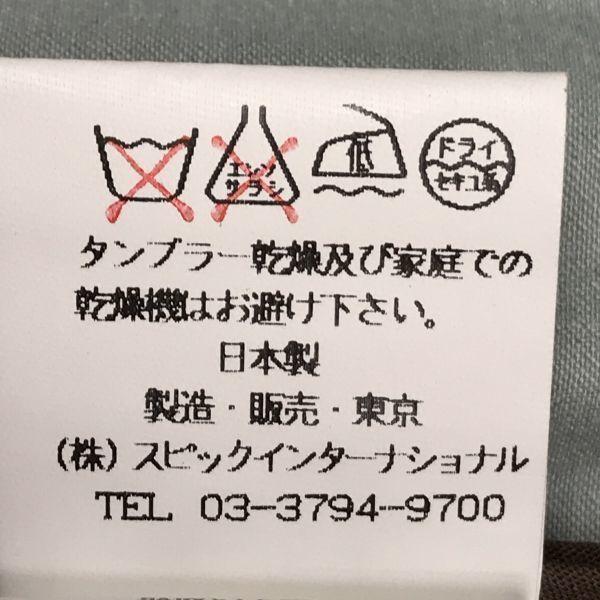 エンソ
サラシ
低
ドライ
セキユ系
タンブラー乾燥及び家庭での
乾燥機はお避け下さい。
日本製
製造・販売・東京
(株)スピックインターナショナル
TEL 03-3794-9700